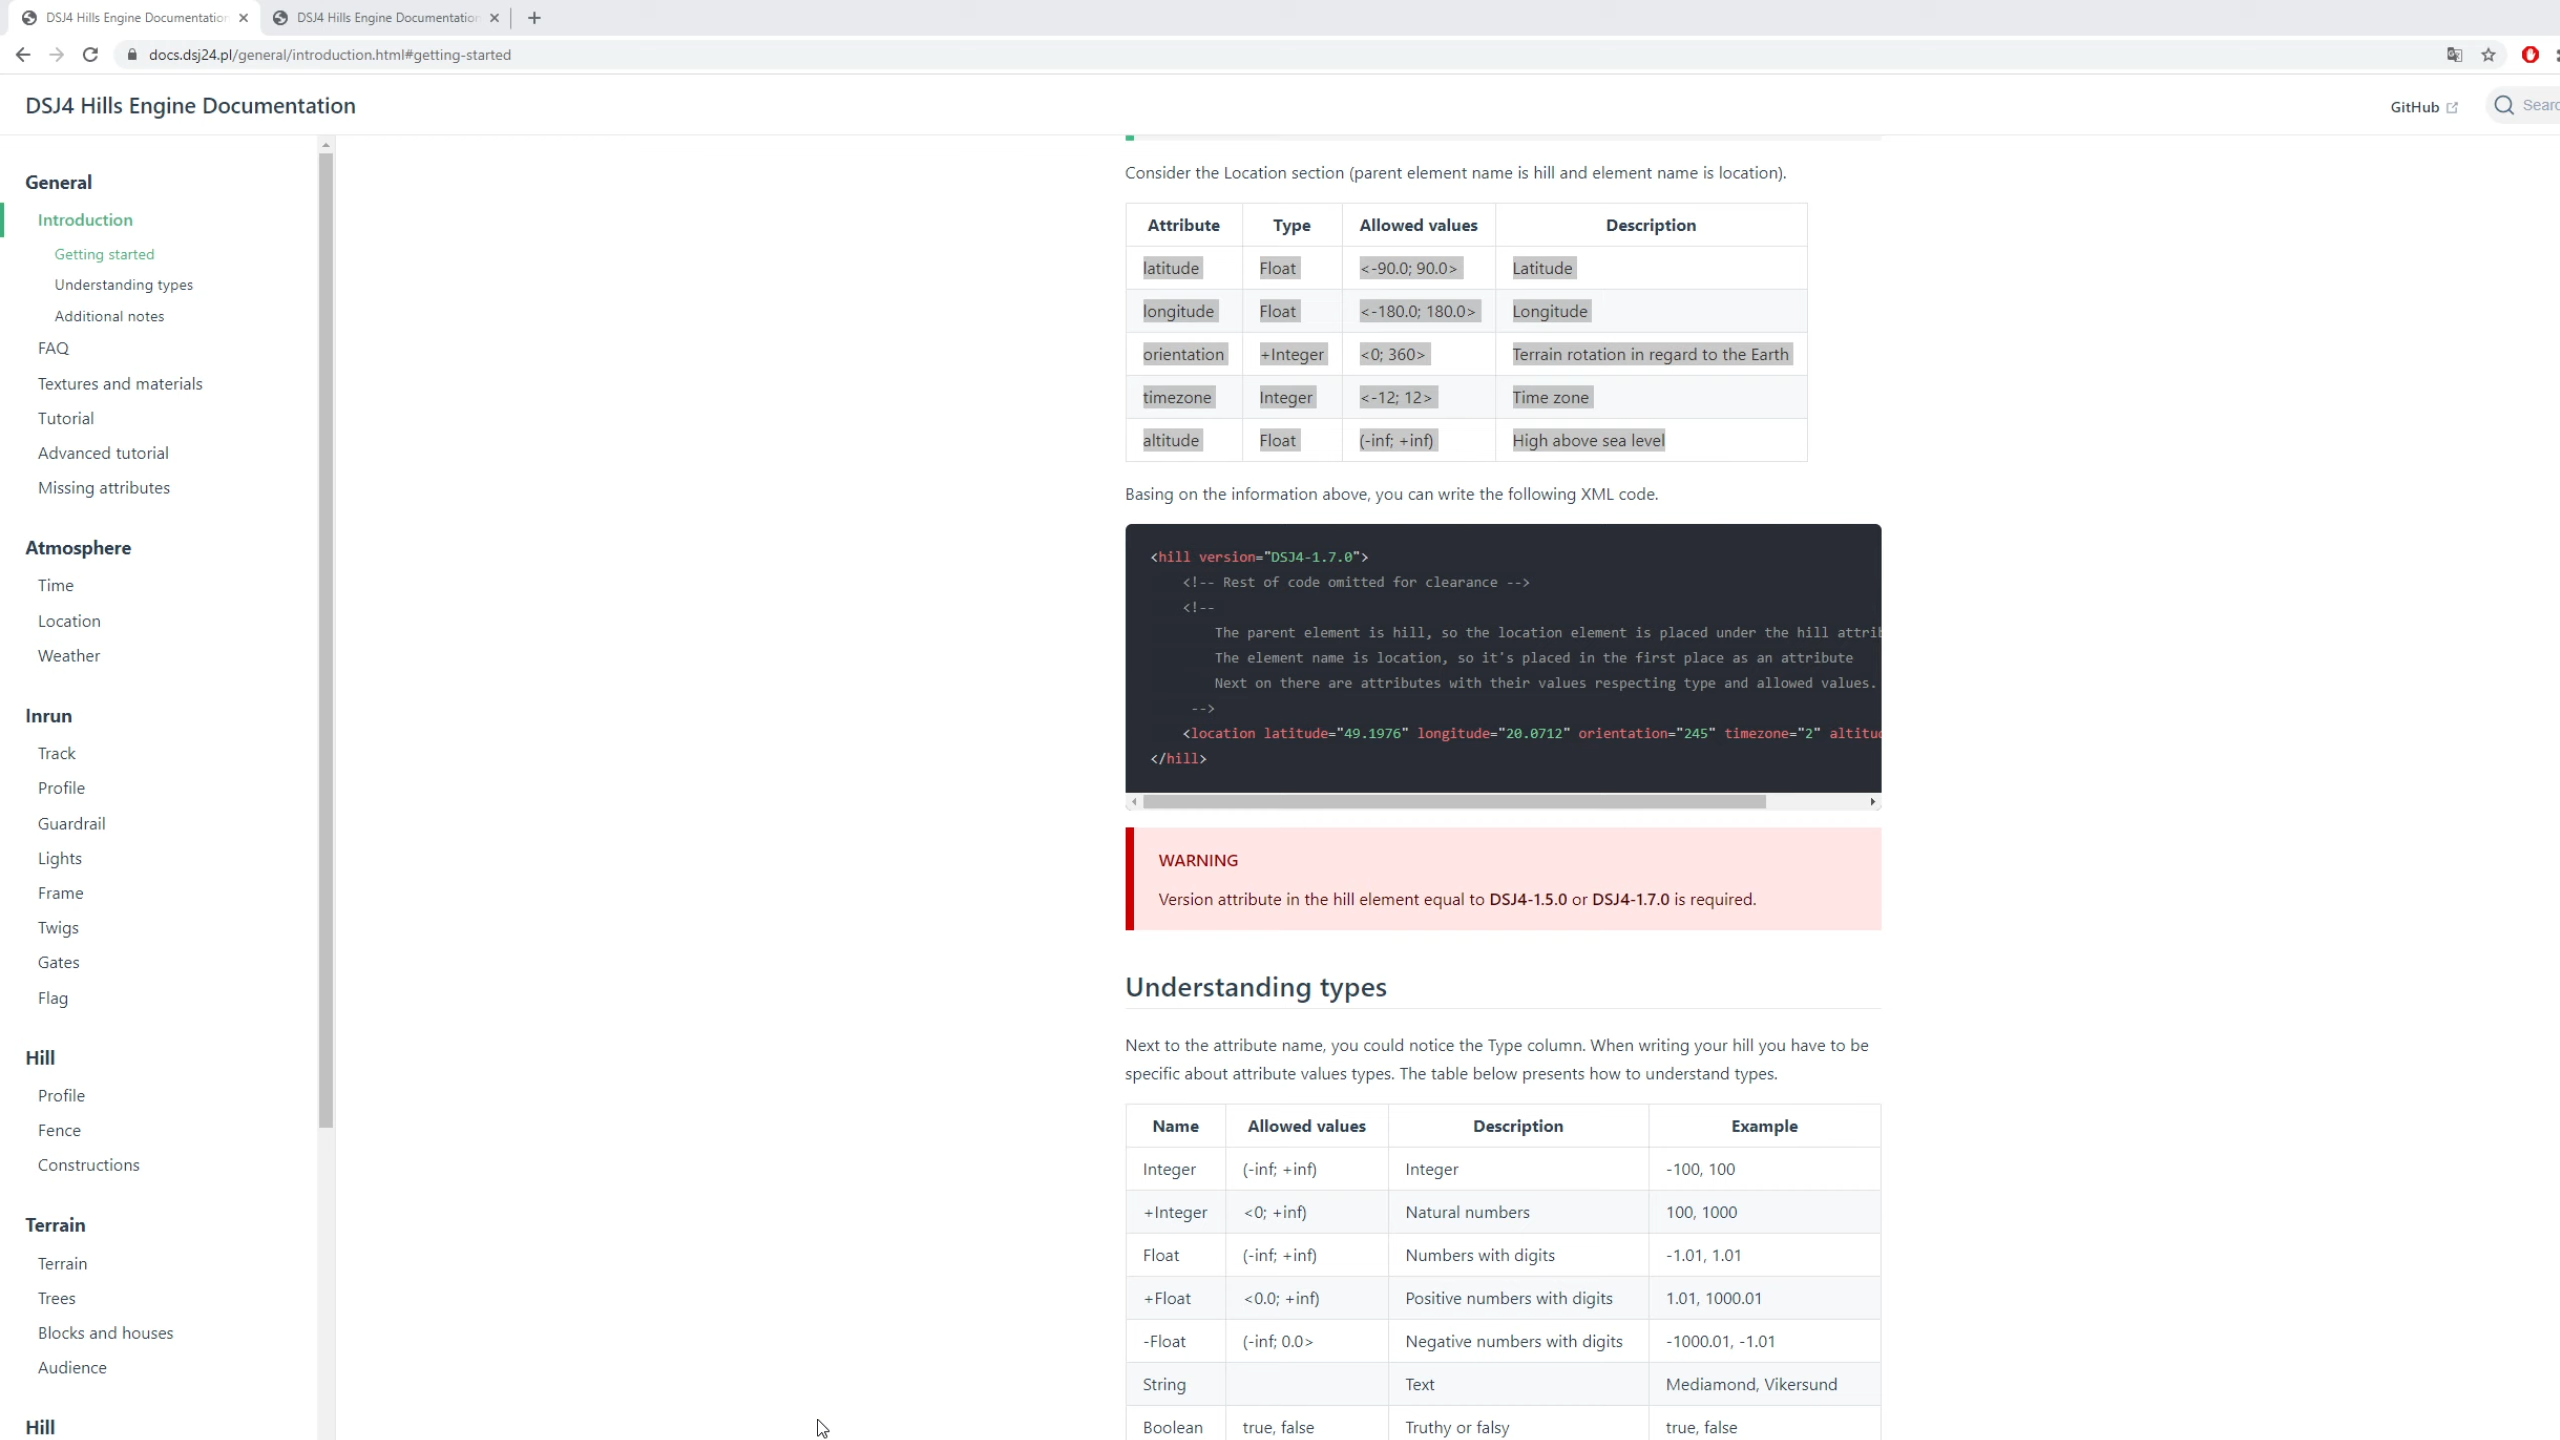 DSJ4 Hills Engine Documentation
DSJ4 Hills Engine Documentation
docs.dsj24.pl/general/introduction.html#getting-started
DSJ4 Hills Engine Documentation
GitHub
General
Introduction
Getting started
Understanding types
Additional notes
FAQ
Textures and materials
Tutorial
Advanced tutorial
Missing attributes
Atmosphere
Time
Location
Weather
Inrun
Track
Profile
Guardrail
Lights
Frame
Twigs
Gates
Flag
Hill
Profile
Fence
Constructions
Terrain
Terrain
Trees
Blocks and houses
Audience
Hill
Consider the Location section (parent element name is hill and element name is location).
Attribute Type Allowed values Description
latitude Float <-90.0; 90.0> Latitude
longitude Float <-180.0; 180.0> Longitude
orientation +Integer <0; 360> Terrain rotation in regard to the Earth
timezone Integer <-12; 12> Time zone
altitude Float (-inf; +inf) High above sea level
Basing on the information above, you can write the following XML code.
<hill version="DSJ4-1.7.0">
<!-- Rest of code omitted for clearance -->
<!--
The parent element is hill, so the location element is placed under the hill attrib
The element name is location, so it's placed in the first place as an attribute
Next on there are attributes with their values respecting type and allowed values.
-->
<location latitude="49.1976" longitude="20.0712" orientation="245" timezone="2" altitud
</hill>
WARNING
Version attribute in the hill element equal to DSJ4-1.5.0 or DSJ4-1.7.0 is required.
Understanding types
Next to the attribute name, you could notice the Type column. When writing your hill you have to be
specific about attribute values types. The table below presents how to understand types.
Name Allowed values Description Example
Integer (-inf; +inf) Integer -100, 100
+Integer <0; +inf) Natural numbers 100, 1000
Float (-inf; +inf) Numbers with digits -1.01, 1.01
+Float <0.0; +inf) Positive numbers with digits 1.01, 1000.01
-Float (-inf; 0.0> Negative numbers with digits -1000.01, -1.01
String Text Mediamond, Vikersund
Boolean true, false Truthy or falsy true, false